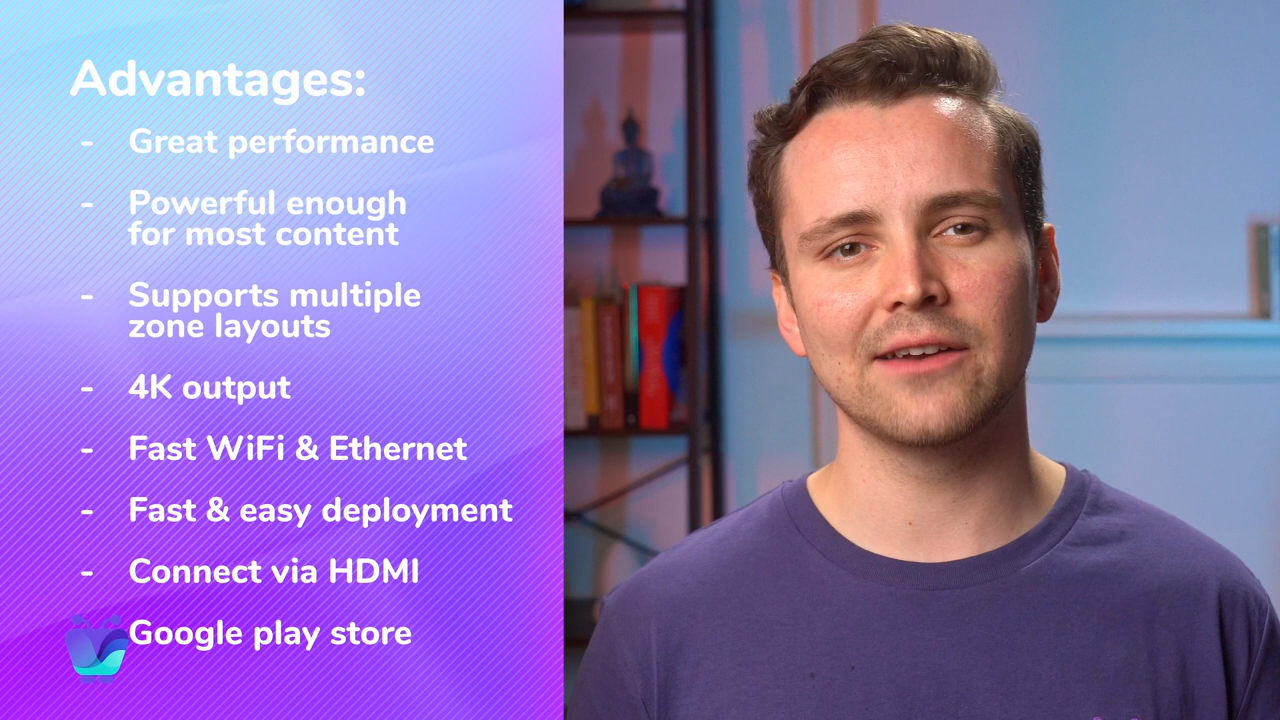 Advantages:
- Great performance
- Powerful enough
for most content
- Supports multiple
zone layouts
- 4K output
- Fast WiFi & Ethernet
- Fast & easy deployment
- Connect via HDMI
Google play store